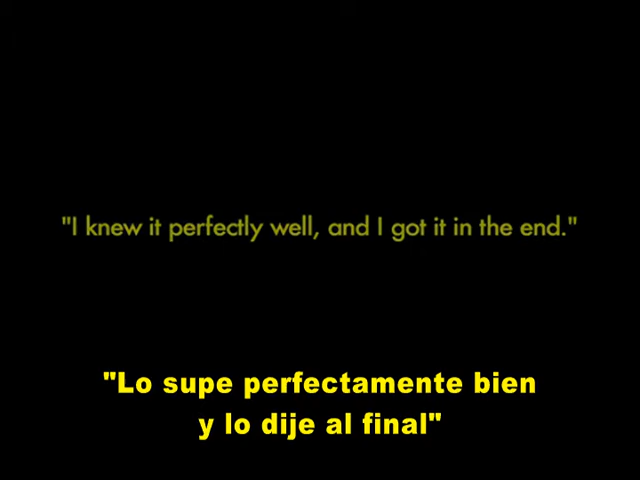 "I knew it perfectly well, and I got it in the end."
"Lo supe perfectamente bien
y lo dije al final"